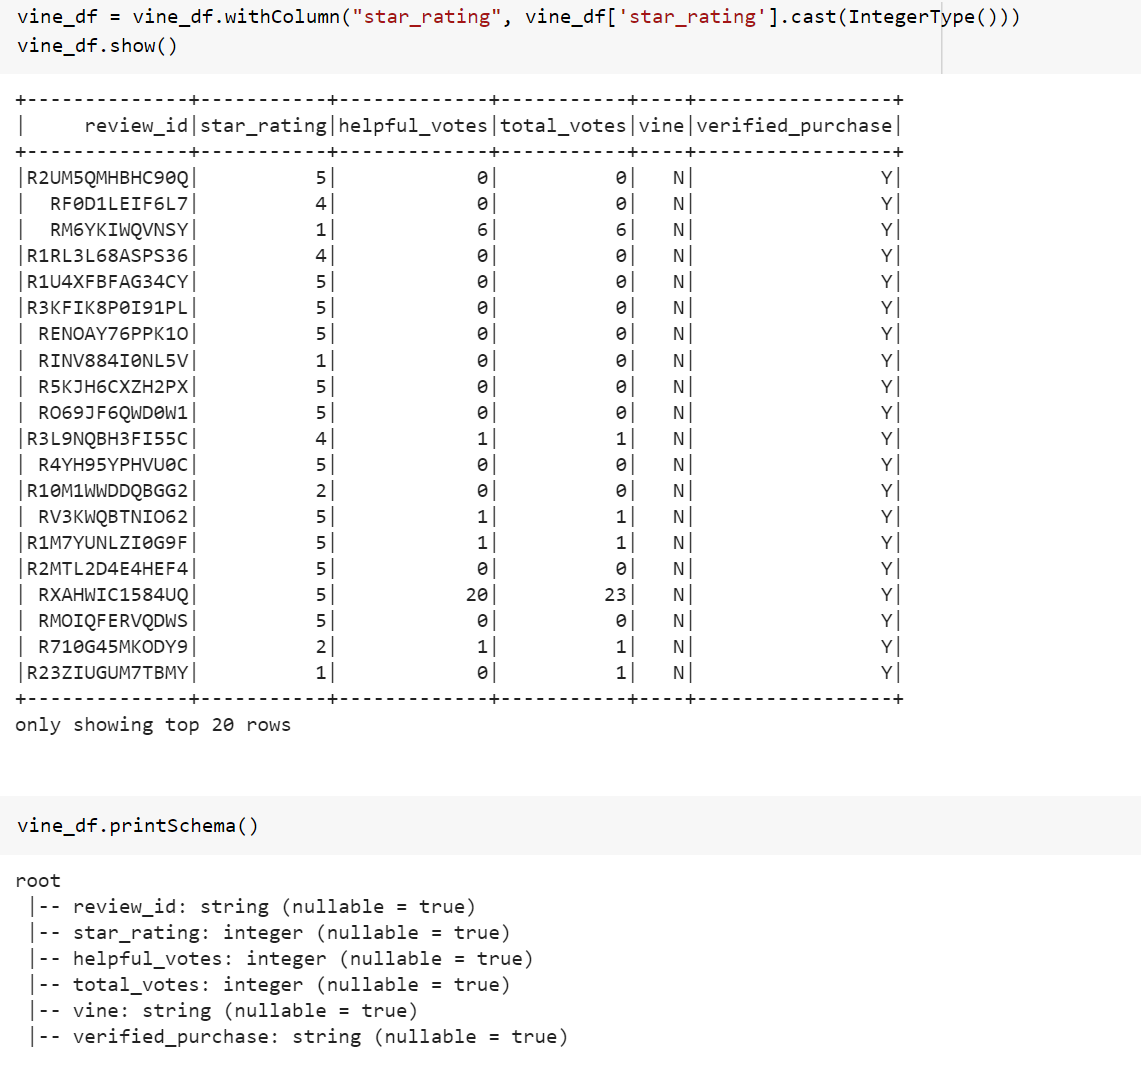 vine_df = vine_df.withColumn("star_rating", vine_df['star_rating'].cast(IntegerType()))
vine_df.show()
+--------------+-----------+-------------+-----------+----+-----------------+
|     review_id|star_rating|helpful_votes|total_votes|vine|verified_purchase|
+--------------+-----------+-------------+-----------+----+-----------------+
|R2UM5QMHBHC90Q|          5|            0|          0|   N|                Y|
|  RF0D1LEIF6L7|          4|            0|          0|   N|                Y|
|  RM6YKIWQVNSY|          1|            6|          6|   N|                Y|
|R1RL3L68ASPS36|          4|            0|          0|   N|                Y|
|R1U4XFBFAG34CY|          5|            0|          0|   N|                Y|
|R3KFIK8P0I91PL|          5|            0|          0|   N|                Y|
| RENOAY76PPK1O|          5|            0|          0|   N|                Y|
| RINV884I0NL5V|          1|            0|          0|   N|                Y|
| R5KJH6CXZH2PX|          5|            0|          0|   N|                Y|
| RO69JF6QWD0W1|          5|            0|          0|   N|                Y|
|R3L9NQBH3FI55C|          4|            1|          1|   N|                Y|
| R4YH95YPHVU0C|          5|            0|          0|   N|                Y|
|R10M1WWDDQBGG2|          2|            0|          0|   N|                Y|
| RV3KWQBTNIO62|          5|            1|          1|   N|                Y|
|R1M7YUNLZI0G9F|          5|            1|          1|   N|                Y|
|R2MTL2D4E4HEF4|          5|            0|          0|   N|                Y|
| RXAHWIC1584UQ|          5|           20|         23|   N|                Y|
| RMOIQFERVQDWS|          5|            0|          0|   N|                Y|
| R710G45MKODY9|          2|            1|          1|   N|                Y|
|R23ZIUGUM7TBMY|          1|            0|          1|   N|                Y|
+--------------+-----------+-------------+-----------+----+-----------------+
only showing top 20 rows
vine_df.printSchema()
root
 |-- review_id: string (nullable = true)
 |-- star_rating: integer (nullable = true)
 |-- helpful_votes: integer (nullable = true)
 |-- total_votes: integer (nullable = true)
 |-- vine: string (nullable = true)
 |-- verified_purchase: string (nullable = true)